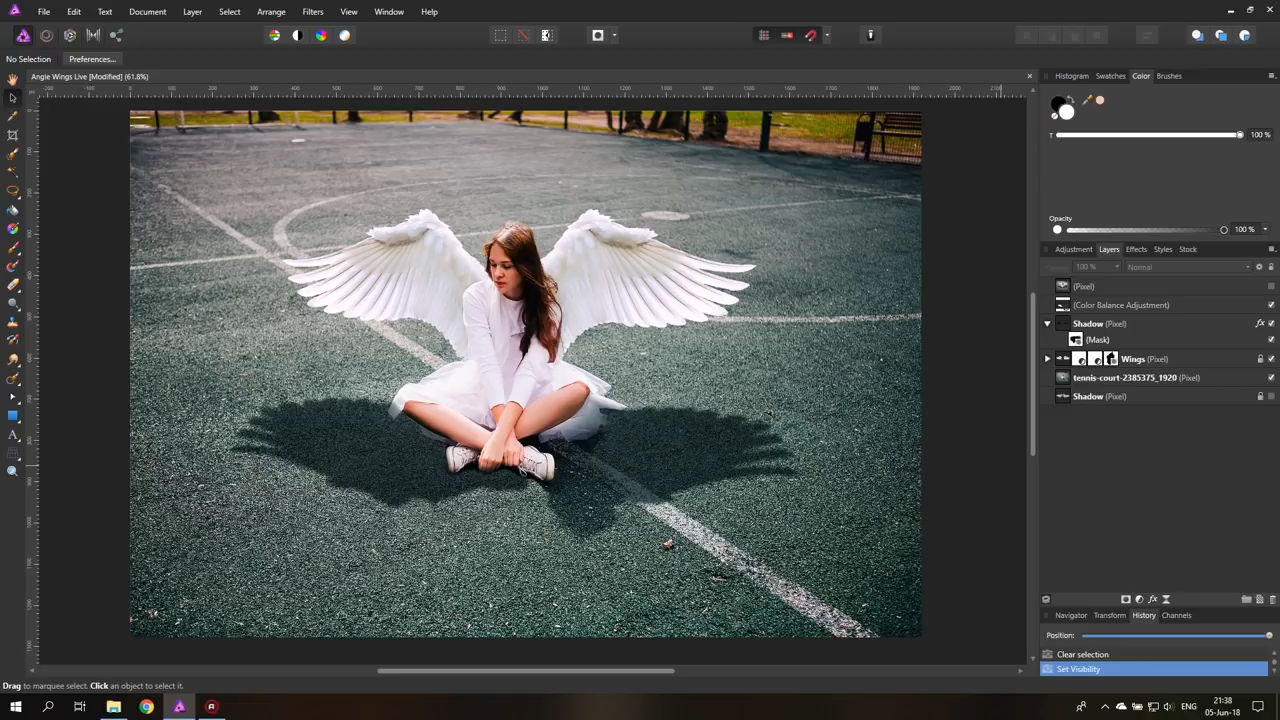 File Edit Text Document Layer Select Arrange Filters View Window Help
No Selection Preferences...
Angie Wings Live [Modified] (61.8%)
Histogram Swatches Color Brushes
100 %
Opacity
100 %
Adjustment Layers Effects Styles Stock
100 % Normal
(Pixel)
(Color Balance Adjustment)
Shadow (Pixel)
(Mask)
Wings (Pixel)
tennis-court-2385375_1920 (Pixel)
Shadow (Pixel)
Navigator Transform History Channels
Position:
Clear selection
Set Visibility
Drag to marquee select. Click an object to select it.
21:38
05-Jun-18